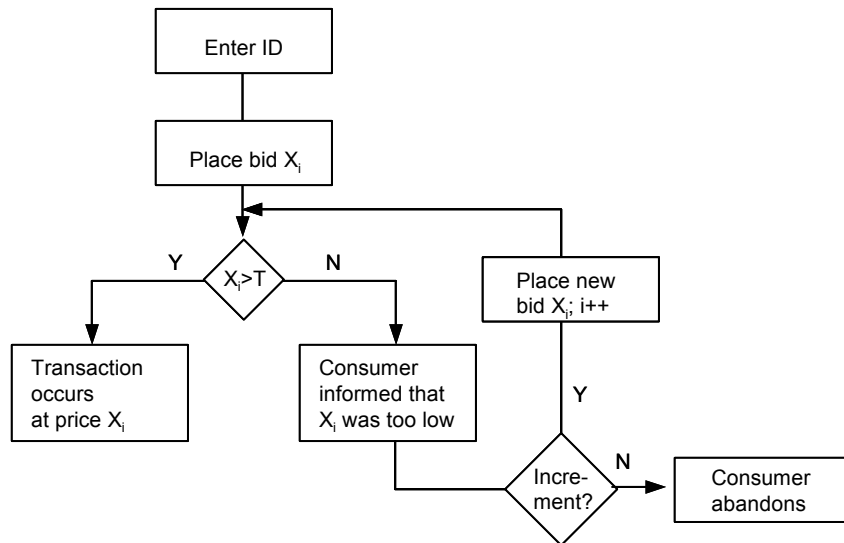 Enter ID
Place bid Xᵢ
Y
Xᵢ>T
N
Place new
bid Xᵢ; i++
Transaction
occurs
at price Xᵢ
Consumer
informed that
Xᵢ was too low
Y
Incre-
ment?
N
Consumer
abandons